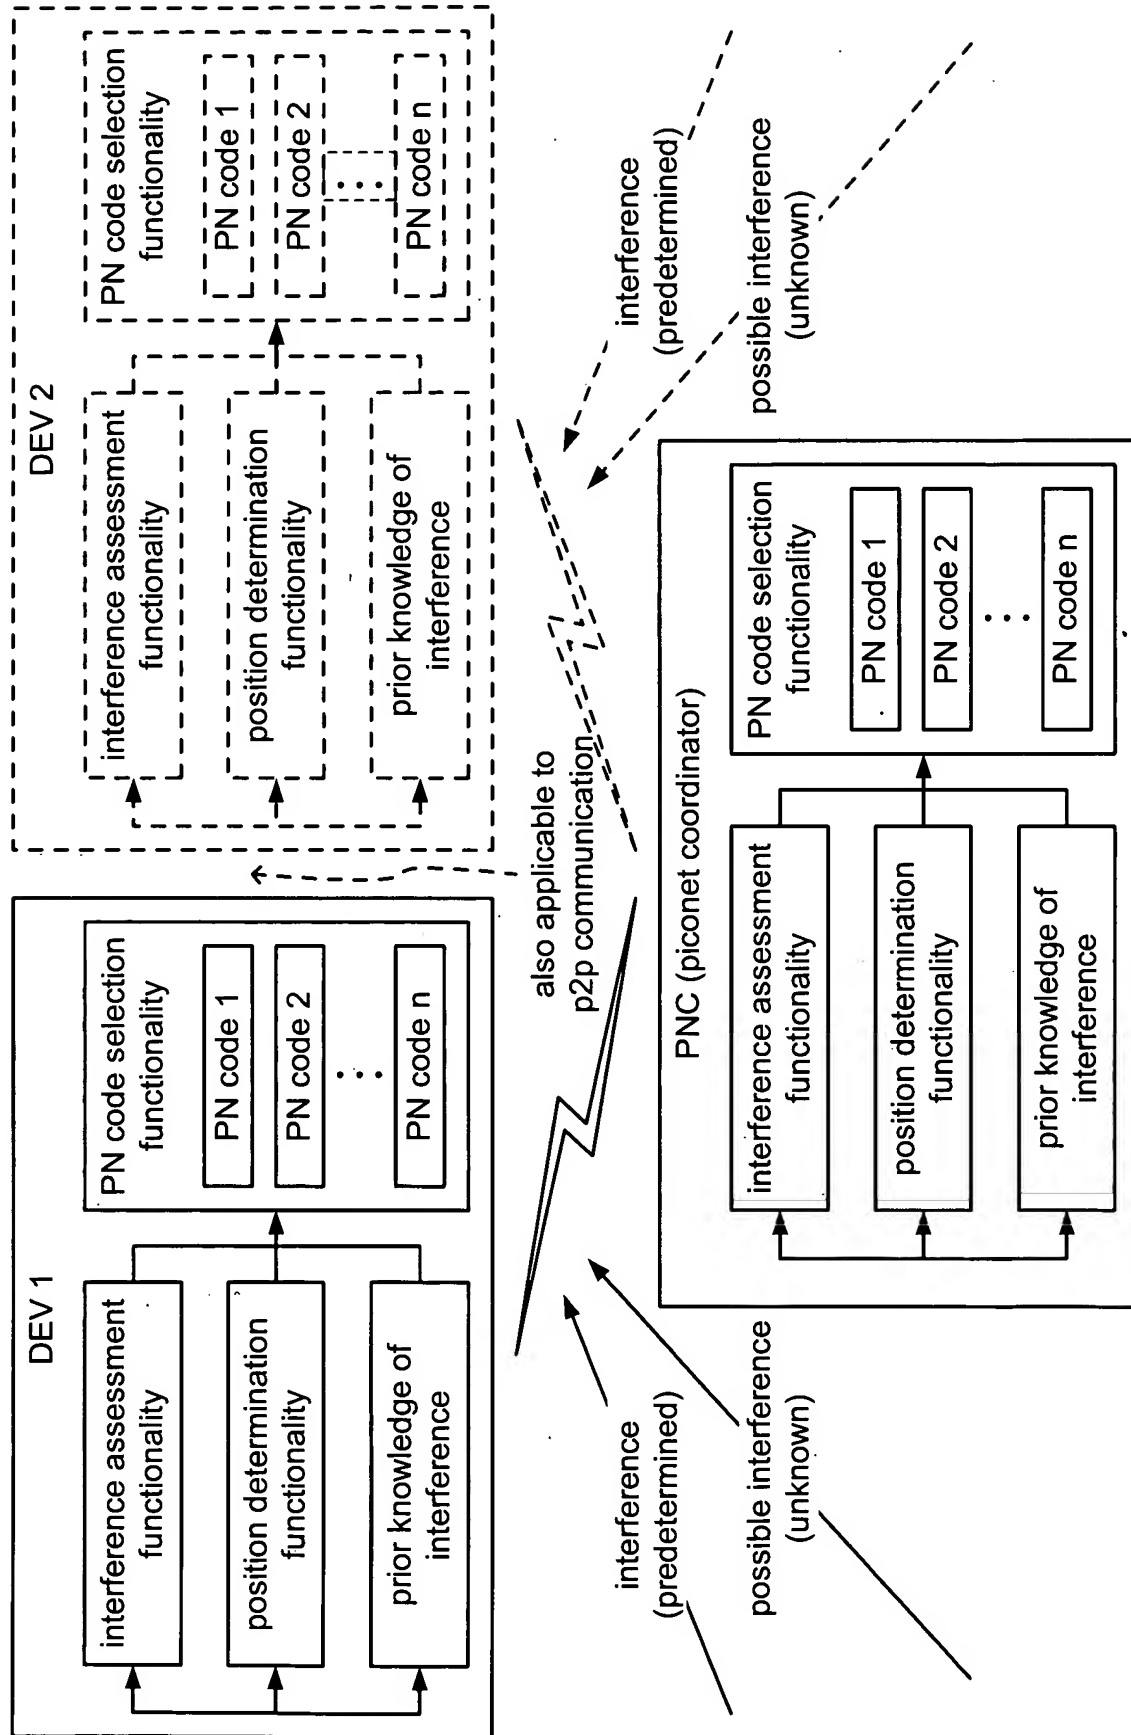 DEV 1
interference assessment
functionality
position determination
functionality
prior knowledge of
interference
PN code selection
functionality
PN code 1
PN code 2
...
PN code n
DEV 2
interference assessment
functionality
position determination
functionality
prior knowledge of
interference
PN code selection
functionality
PN code 1
PN code 2
...
PN code n
also applicable to
p2p communication
interference
(predetermined)
possible interference
(unknown)
interference
(predetermined)
possible interference
(unknown)
PNC (piconet coordinator)
interference assessment
functionality
position determination
functionality
prior knowledge of
interference
PN code selection
functionality
PN code 1
PN code 2
...
PN code n